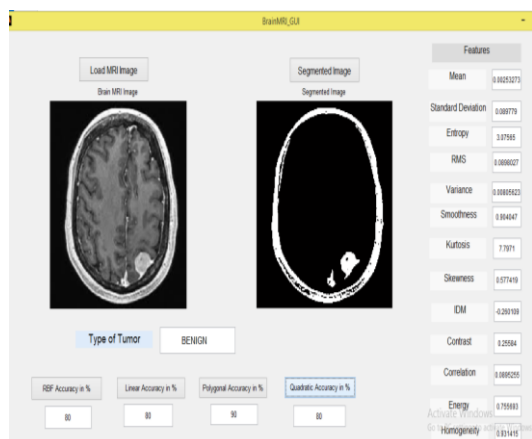 BrainMRI_GUI
Load MRI Image
Segmented Image
Brain MRI Image
Segmented Image
Type of Tumor
BENIGN
RBF Accuracy in %
Linear Accuracy in %
Polygonal Accuracy in %
Quadratic Accuracy in %
80
80
90
80
Features
Mean 0.00253273
Standard Deviation 0.089779
Entropy 3.07565
RMS 0.0898027
Variance 0.00805623
Smoothness 0.904047
Kurtosis 7.7971
Skewness 0.577419
IDM -0.260109
Contrast 0.25584
Correlation 0.0895255
Energy 0.755683
Homogeneity 0.931415
Activate Windows